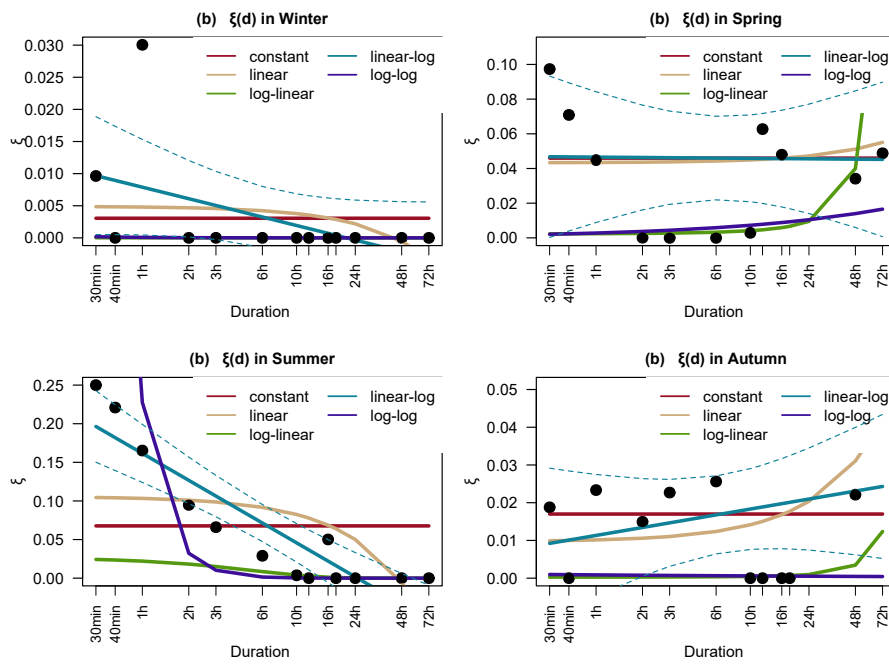 (b) ξ(d) in Winter
ξ
0.030
0.025
0.020
0.015
0.010
0.005
0.000
constant
linear
log-linear
linear-log
log-log
30min
40min
1h
2h
3h
6h
10h
16h
24h
48h
72h
Duration
(b) ξ(d) in Spring
ξ
0.10
0.08
0.06
0.04
0.02
0.00
constant
linear
log-linear
linear-log
log-log
30min
40min
1h
2h
3h
6h
10h
16h
24h
48h
72h
Duration
(b) ξ(d) in Summer
ξ
0.25
0.20
0.15
0.10
0.05
0.00
constant
linear
log-linear
linear-log
log-log
30min
40min
1h
2h
3h
6h
10h
16h
24h
48h
72h
Duration
(b) ξ(d) in Autumn
ξ
0.05
0.04
0.03
0.02
0.01
0.00
constant
linear
log-linear
linear-log
log-log
30min
40min
1h
2h
3h
6h
10h
16h
24h
48h
72h
Duration